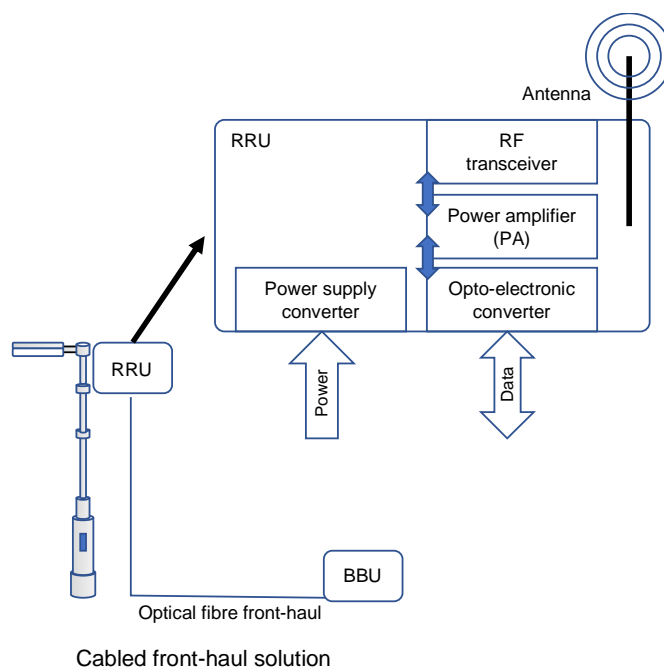 Antenna
RRU
RF
transceiver
Power amplifier
(PA)
Power supply
converter
Opto-electronic
converter
Power
Data
RRU
BBU
Optical fibre front-haul
Cabled front-haul solution